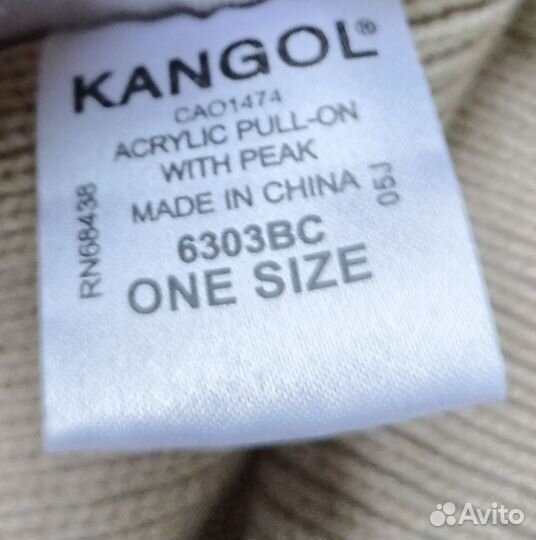 KANGOL®
CAO1474
ACRYLIC PULL-ON
WITH PEAK
MADE IN CHINA
6303BC
ONE SIZE
RN68438
05J
Avito